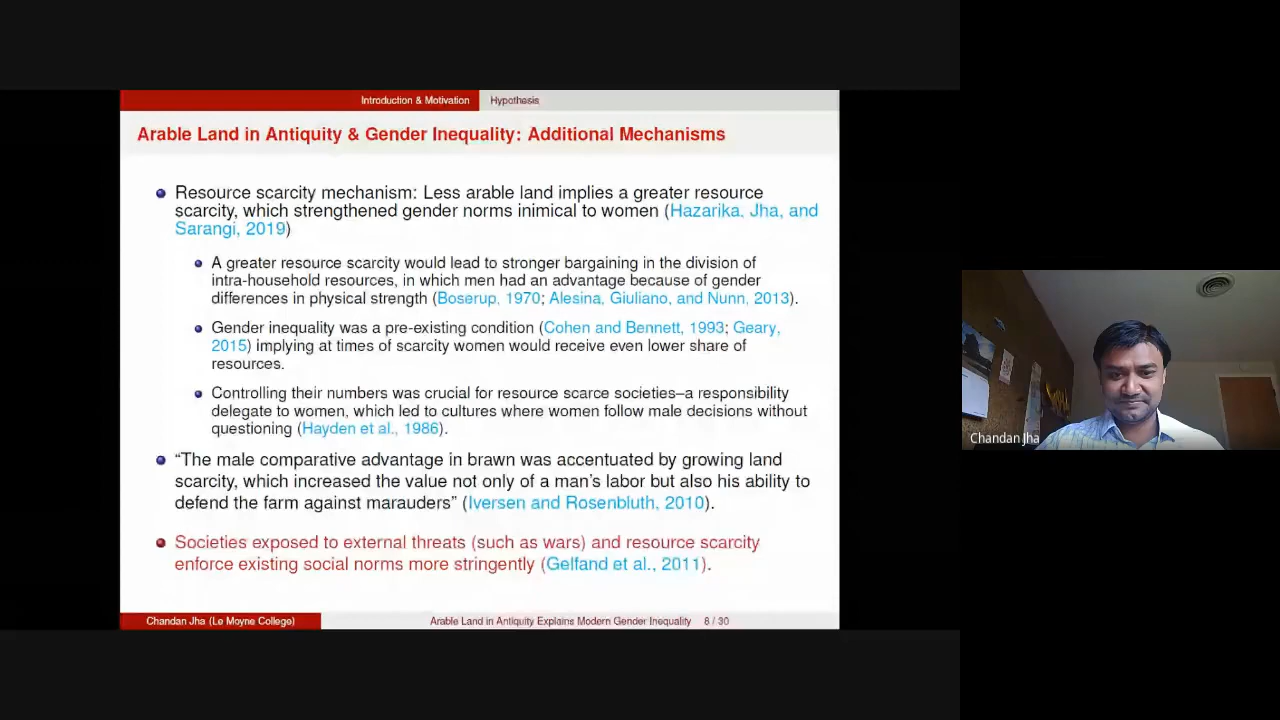 Introduction & Motivation Hypothesis
Arable Land in Antiquity & Gender Inequality: Additional Mechanisms
Resource scarcity mechanism: Less arable land implies a greater resource
scarcity, which strengthened gender norms inimical to women (Hazarika, Jha, and
Sarangi, 2019)
A greater resource scarcity would lead to stronger bargaining in the division of
intra-household resources, in which men had an advantage because of gender
differences in physical strength (Boserup, 1970; Alesina, Giuliano, and Nunn, 2013).
Gender inequality was a pre-existing condition (Cohen and Bennett, 1993; Geary,
2015) implying at times of scarcity women would receive even lower share of
resources.
Controlling their numbers was crucial for resource scarce societies–a responsibility
delegate to women, which led to cultures where women follow male decisions without
questioning (Hayden et al., 1986).
“The male comparative advantage in brawn was accentuated by growing land
scarcity, which increased the value not only of a man’s labor but also his ability to
defend the farm against marauders” (Iversen and Rosenbluth, 2010).
Societies exposed to external threats (such as wars) and resource scarcity
enforce existing social norms more stringently (Gelfand et al., 2011).
Chandan Jha (Le Moyne College) Arable Land in Antiquity Explains Modern Gender Inequality 8 / 30
Chandan Jha